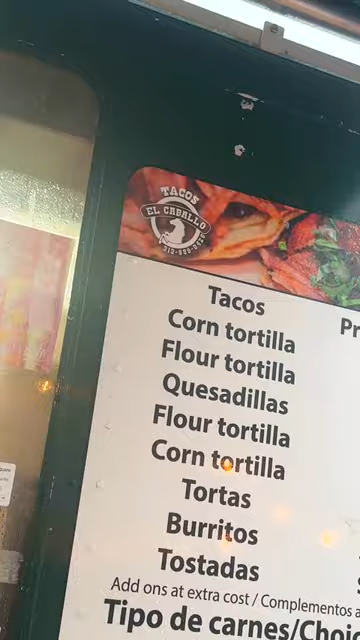 TACOS
EL CABALLO
Tacos
Pr
Corn tortilla
Flour tortilla
Quesadillas
Flour tortilla
Corn tortilla
Tortas
Burritos
Tostadas
Add ons at extra cost / Complementos a
Tipo de carnes/Choi